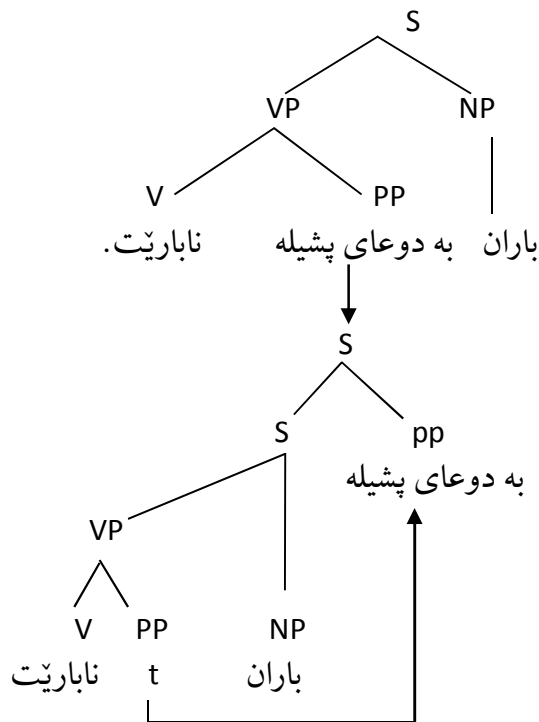 S
NP VP
PP V
باران به دوعای پشیله نابارێت.
S
pp S
به دوعای پشیله
VP
NP PP V
باران t نابارێت